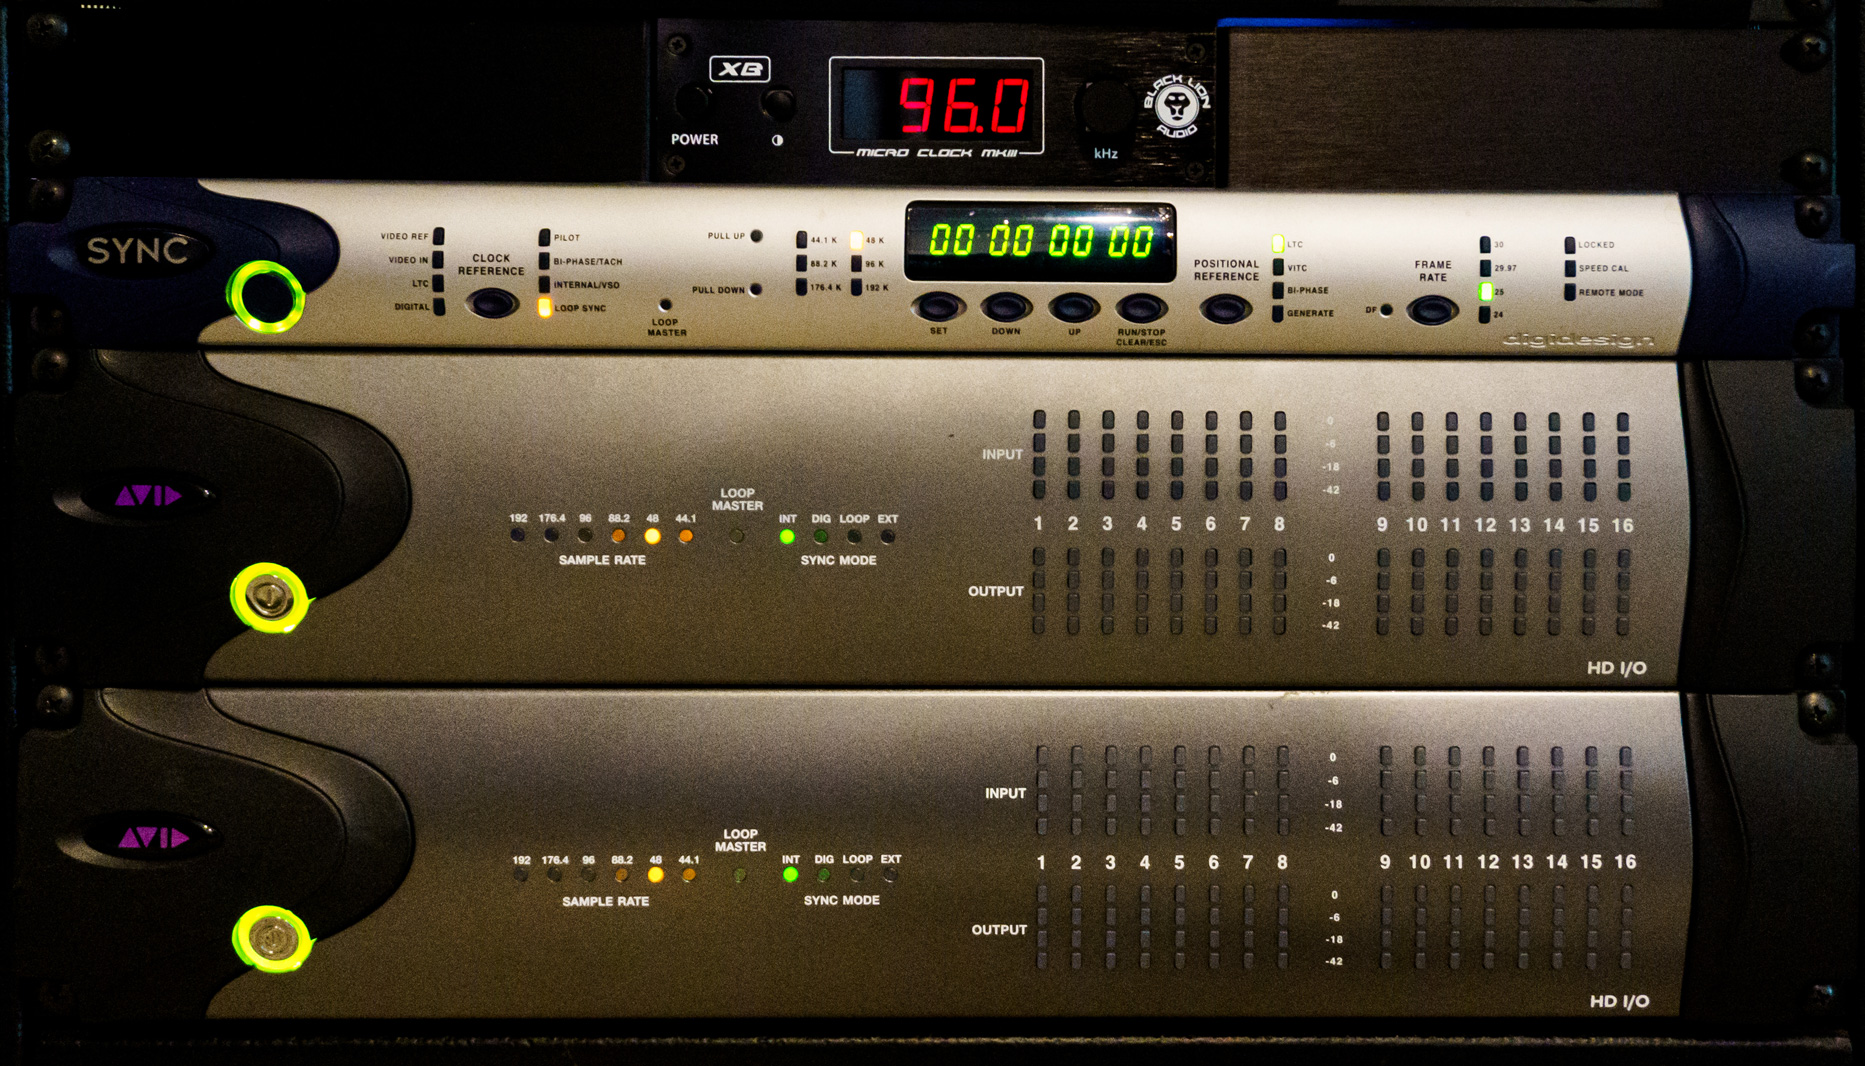 XB
96.0
BLACK LION
AUDIO
POWER
MICRO CLOCK MKIII
kHz
SYNC
VIDEO REF
VIDEO IN
LTC
DIGITAL
CLOCK
REFERENCE
PILOT
BI-PHASE/TACH
INTERNAL/VSO
LOOP SYNC
LOOP
MASTER
PULL UP
PULL DOWN
44.1 K
48 K
88.2 K
96 K
176.4 K
192 K
00 00 00 00
SET
DOWN
UP
RUN/STOP
CLEAR/ESC
POSITIONAL
REFERENCE
LTC
VITC
BI-PHASE
GENERATE
FRAME
RATE
DF
30
29.97
25
24
LOCKED
SPEED CAL
REMOTE MODE
digidesign
AVID
192 176.4 96 88.2 48 44.1
SAMPLE RATE
LOOP
MASTER
INT DIG LOOP EXT
SYNC MODE
INPUT
0
-6
-18
-42
1 2 3 4 5 6 7 8 9 10 11 12 13 14 15 16
OUTPUT
0
-6
-18
-42
HD I/O
AVID
192 176.4 96 88.2 48 44.1
SAMPLE RATE
LOOP
MASTER
INT DIG LOOP EXT
SYNC MODE
INPUT
0
-6
-18
-42
1 2 3 4 5 6 7 8 9 10 11 12 13 14 15 16
OUTPUT
0
-6
-18
-42
HD I/O